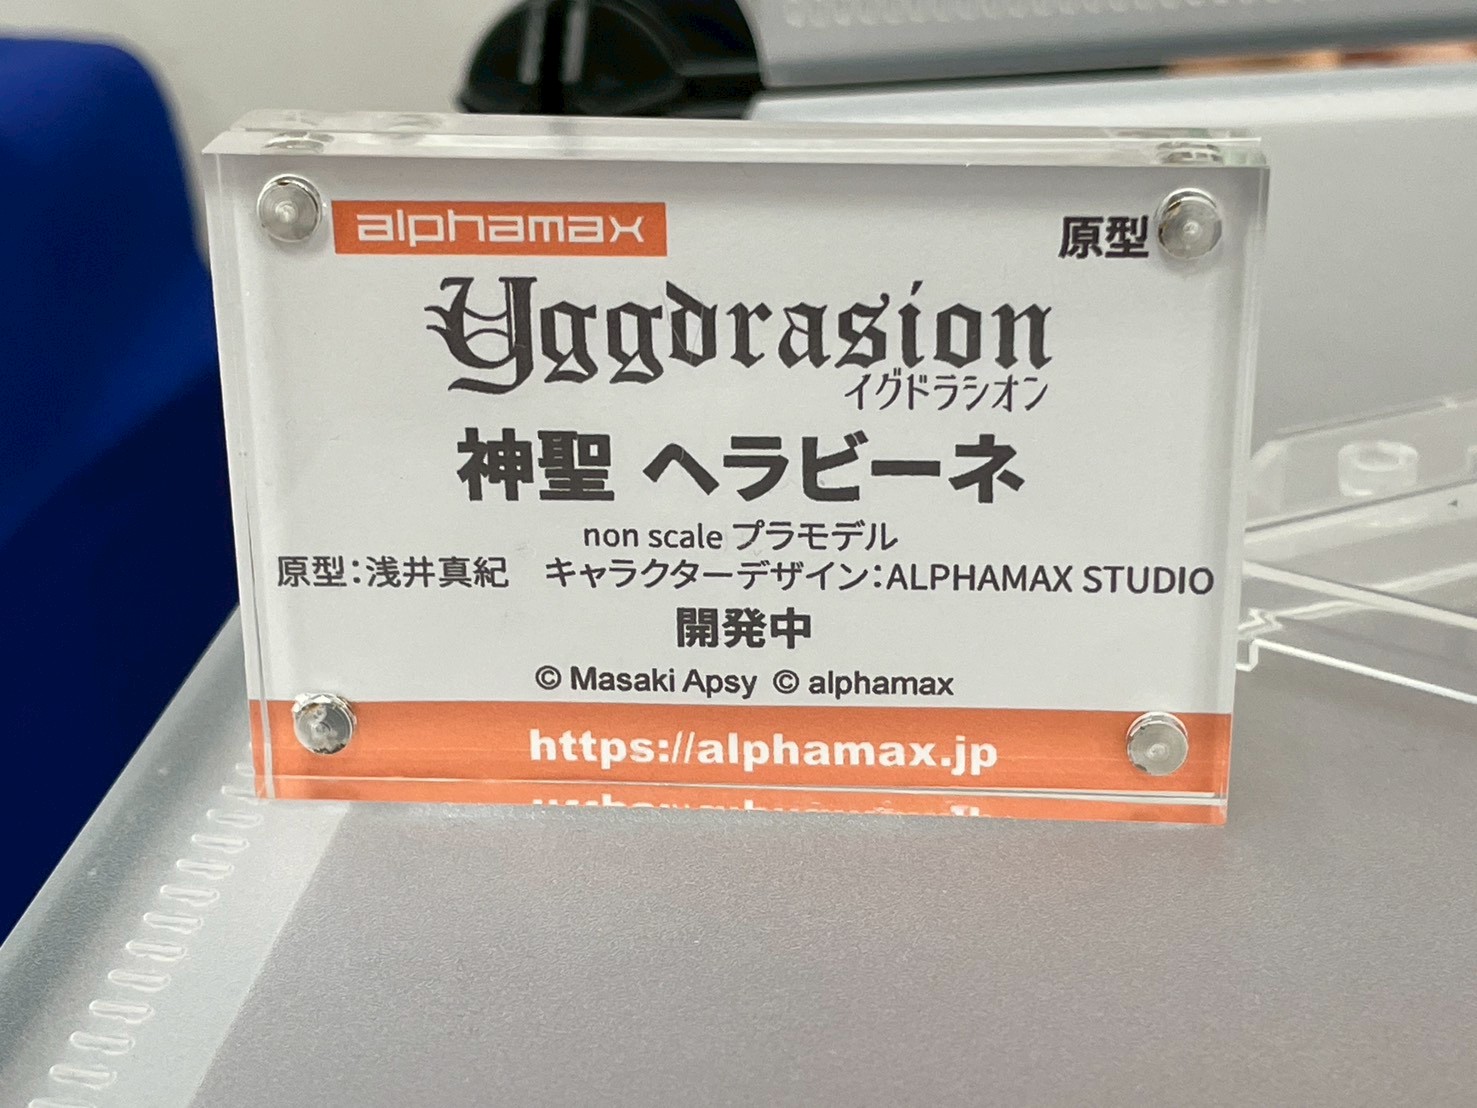 alphamax
原型
Yggdrasion
イグドラシオン
神聖 ヘラビーネ
non scale プラモデル
原型：浅井真紀　キャラクターデザイン：ALPHAMAX STUDIO
開発中
© Masaki Apsy © alphamax
https://alphamax.jp